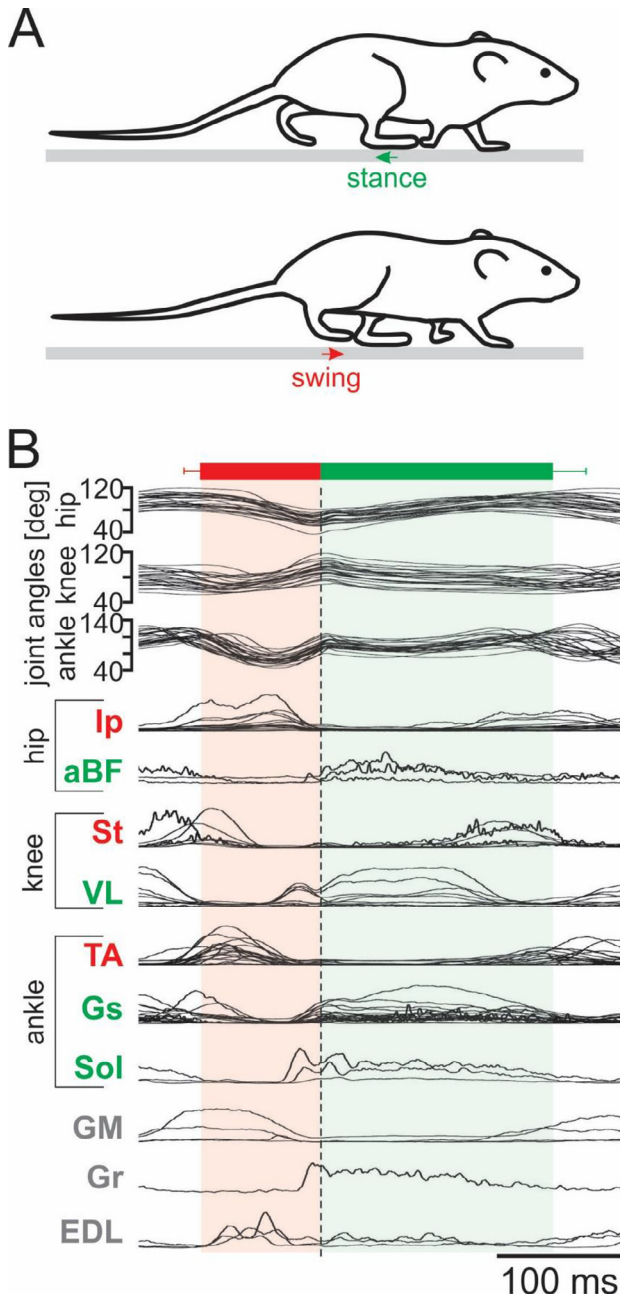 A
stance
swing
B
joint angles [deg]
hip
120
40
knee
120
40
ankle
140
40
hip
Ip
aBF
knee
St
VL
ankle
TA
Gs
Sol
GM
Gr
EDL
100 ms